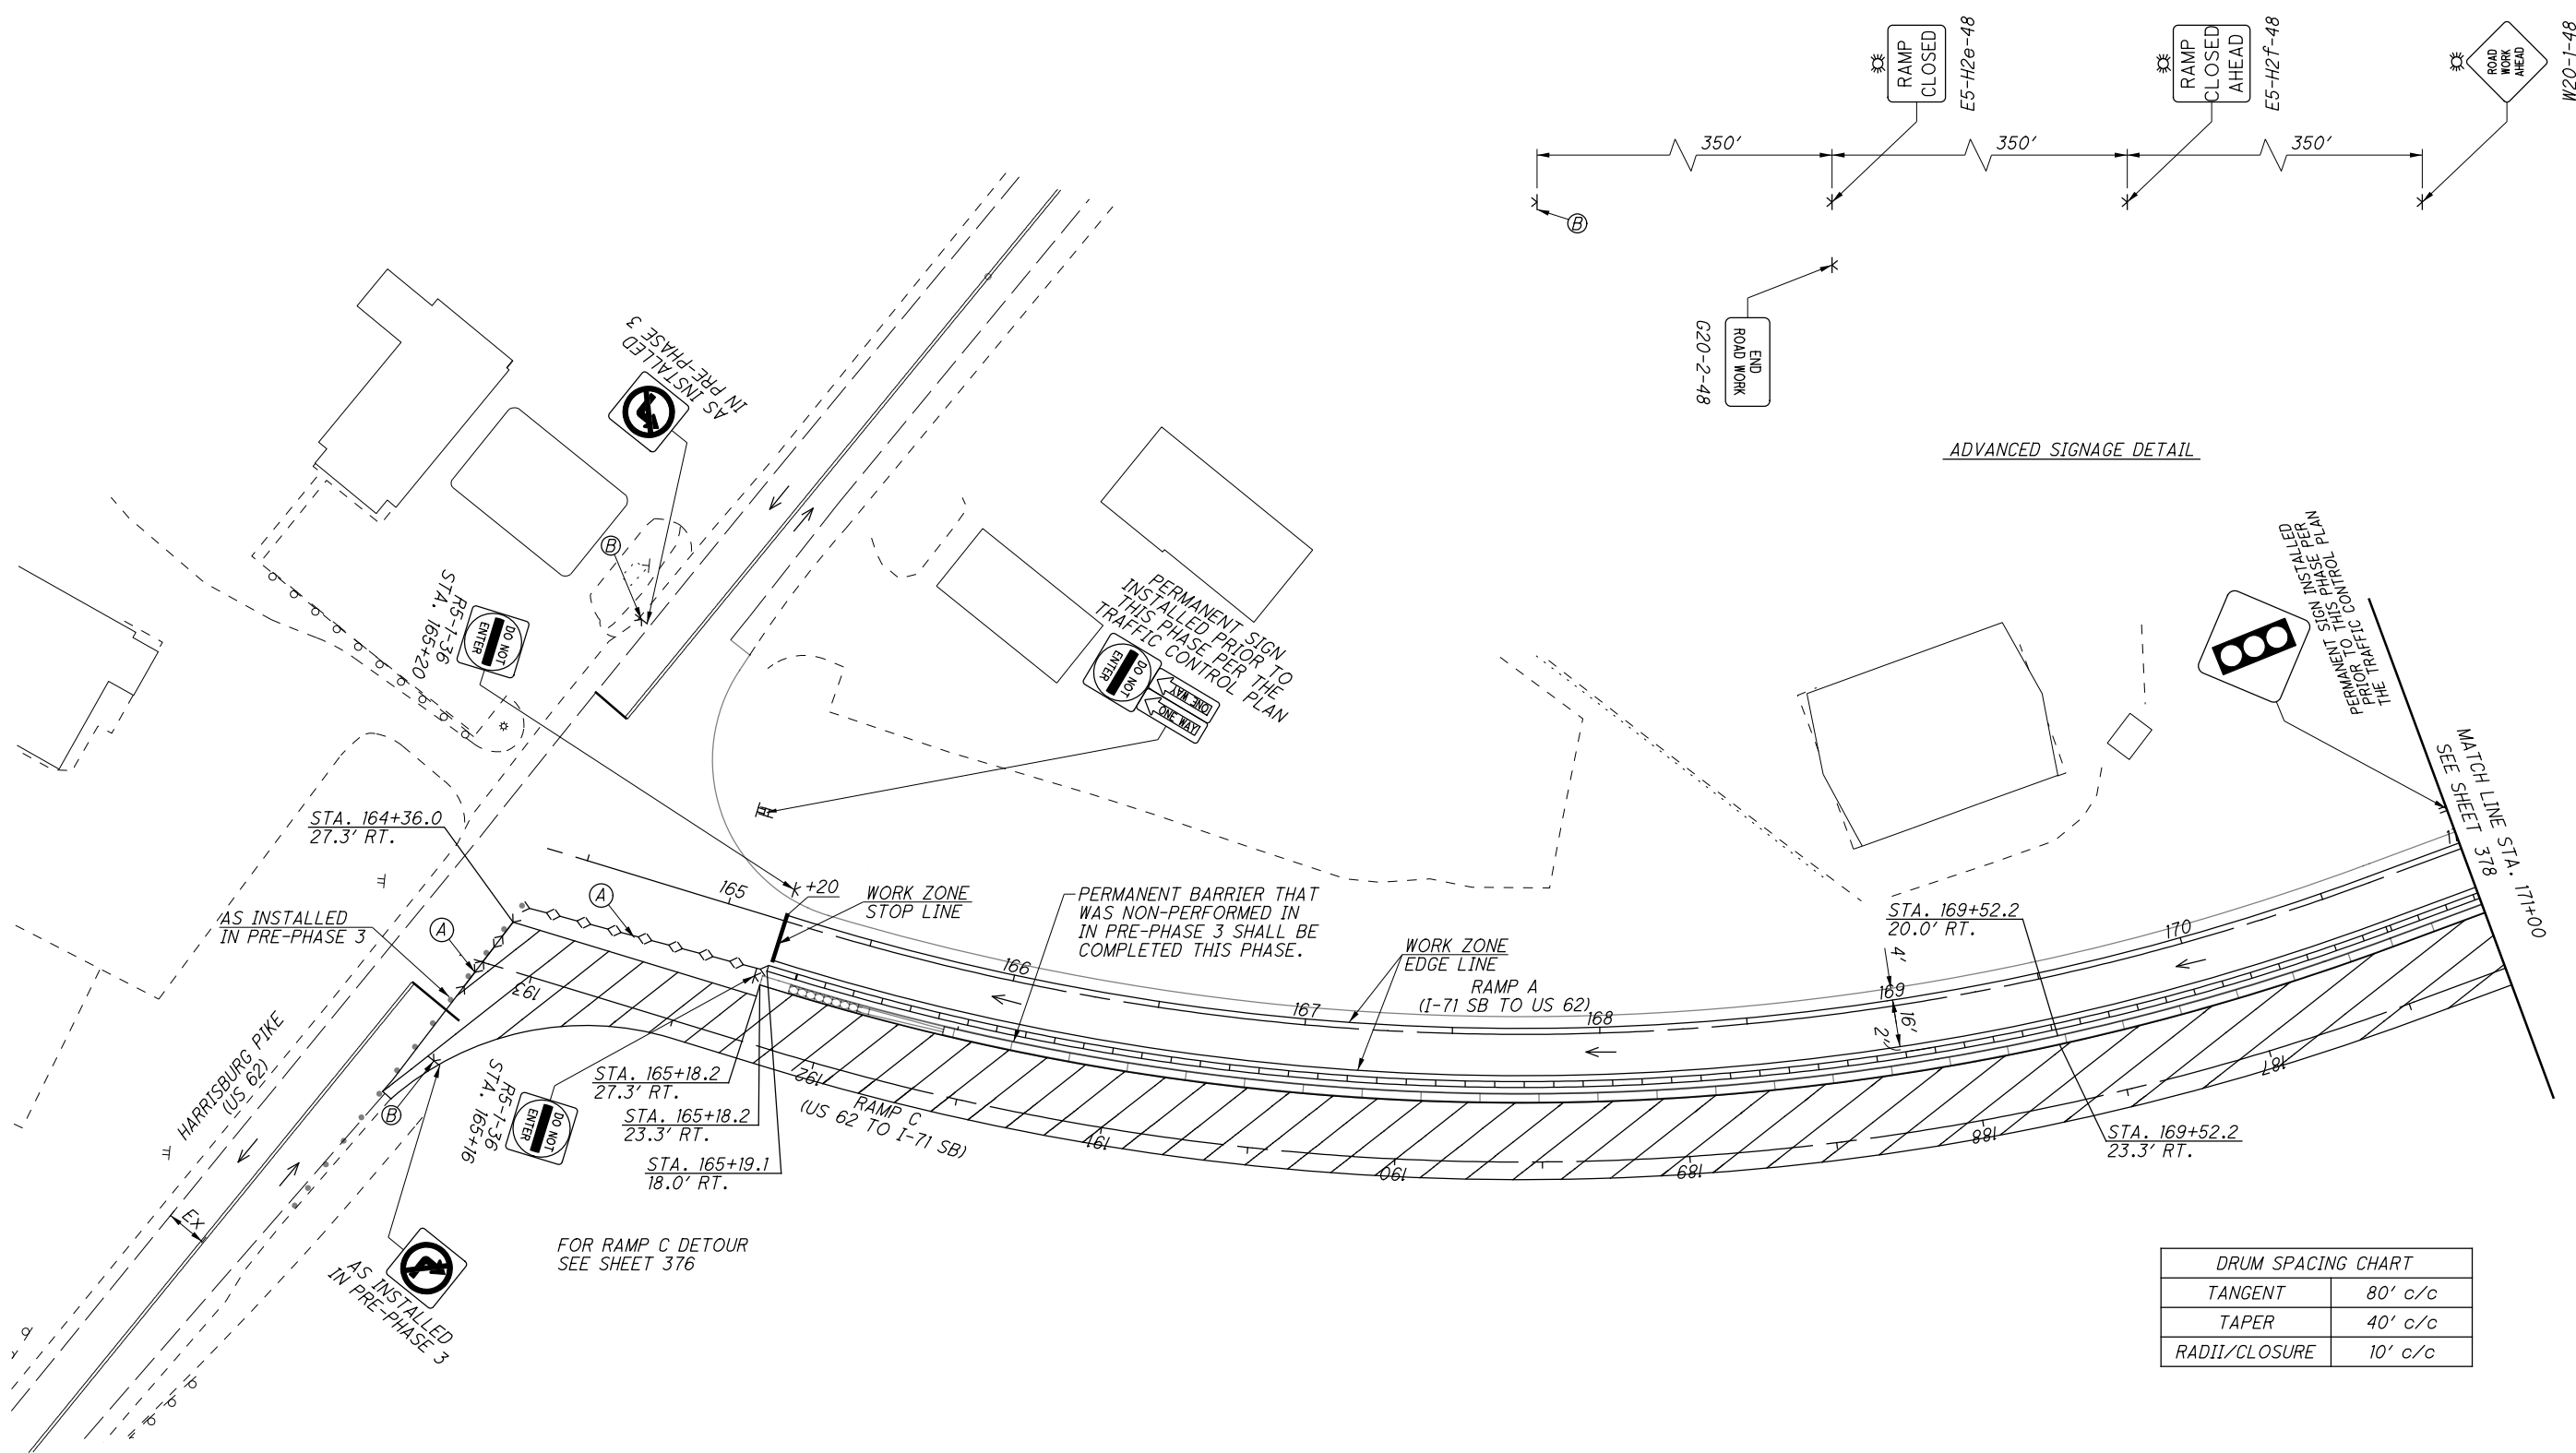 RAMP
CLOSED
E5-H2e-48
RAMP
CLOSED
AHEAD
E5-H2f-48
ROAD
WORK
AHEAD
W20-1-48
350'
350'
350'
B
END
ROAD WORK
G20-2-48
ADVANCED SIGNAGE DETAIL
AS INSTALLED
IN PRE-PHASE 3
B
DO NOT
ENTER
R5-1-36
STA. 165+20
PERMANENT SIGN
INSTALLED PRIOR TO
THIS PHASE PER THE
TRAFFIC CONTROL PLAN
DO NOT
ENTER
ONE WAY
ONE WAY
PERMANENT SIGN INSTALLED
PRIOR TO THIS PHASE PER
THE TRAFFIC CONTROL PLAN
MATCH LINE STA. 171+00
SEE SHEET 378
STA. 164+36.0
27.3' RT.
A
A
AS INSTALLED
IN PRE-PHASE 3
165
+20
WORK ZONE
STOP LINE
PERMANENT BARRIER THAT
WAS NON-PERFORMED IN
IN PRE-PHASE 3 SHALL BE
COMPLETED THIS PHASE.
WORK ZONE
EDGE LINE
RAMP A
(I-71 SB TO US 62)
166
167
168
169
170
STA. 169+52.2
20.0' RT.
4'
16'
2'
193
192
191
190
189
188
187
HARRISBURG PIKE
(US 62)
B
STA. 165+18.2
27.3' RT.
STA. 165+18.2
23.3' RT.
STA. 165+19.1
18.0' RT.
DO NOT
ENTER
R5-1-36
STA. 165+16
RAMP C
(US 62 TO I-71 SB)
STA. 169+52.2
23.3' RT.
EX
AS INSTALLED
IN PRE-PHASE 3
FOR RAMP C DETOUR
SEE SHEET 376
DRUM SPACING CHART
TANGENT 80' c/c
TAPER 40' c/c
RADII/CLOSURE 10' c/c